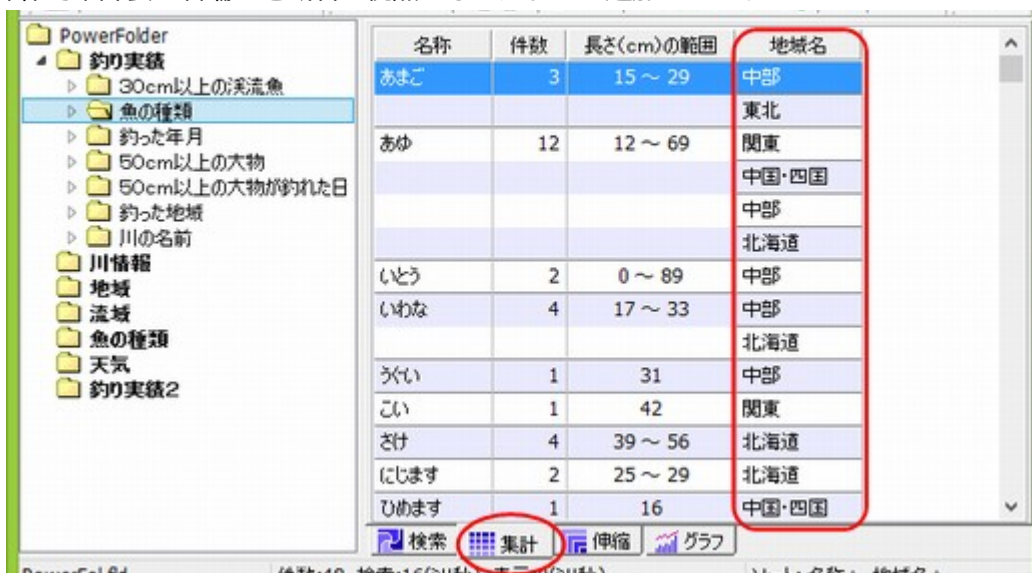 PowerFolder
釣り実績
30cm以上の渓流魚
魚の種類
釣った年月
50cm以上の大物
50cm以上の大物が釣れた日
釣った地域
川の名前
川情報
地域
流域
魚の種類
天気
釣り実績2
名称 件数 長さ(cm)の範囲 地域名
あまご 3 15 ～ 29 中部
東北
あゆ 12 12 ～ 69 関東
中国・四国
中部
北海道
いとう 2 0 ～ 89 中部
いわな 4 17 ～ 33 中部
北海道
うぐい 1 31 中部
こい 1 42 関東
さけ 4 39 ～ 56 北海道
にじます 2 25 ～ 29 北海道
ひめます 1 16 中国・四国
検索 集計 伸縮 グラフ